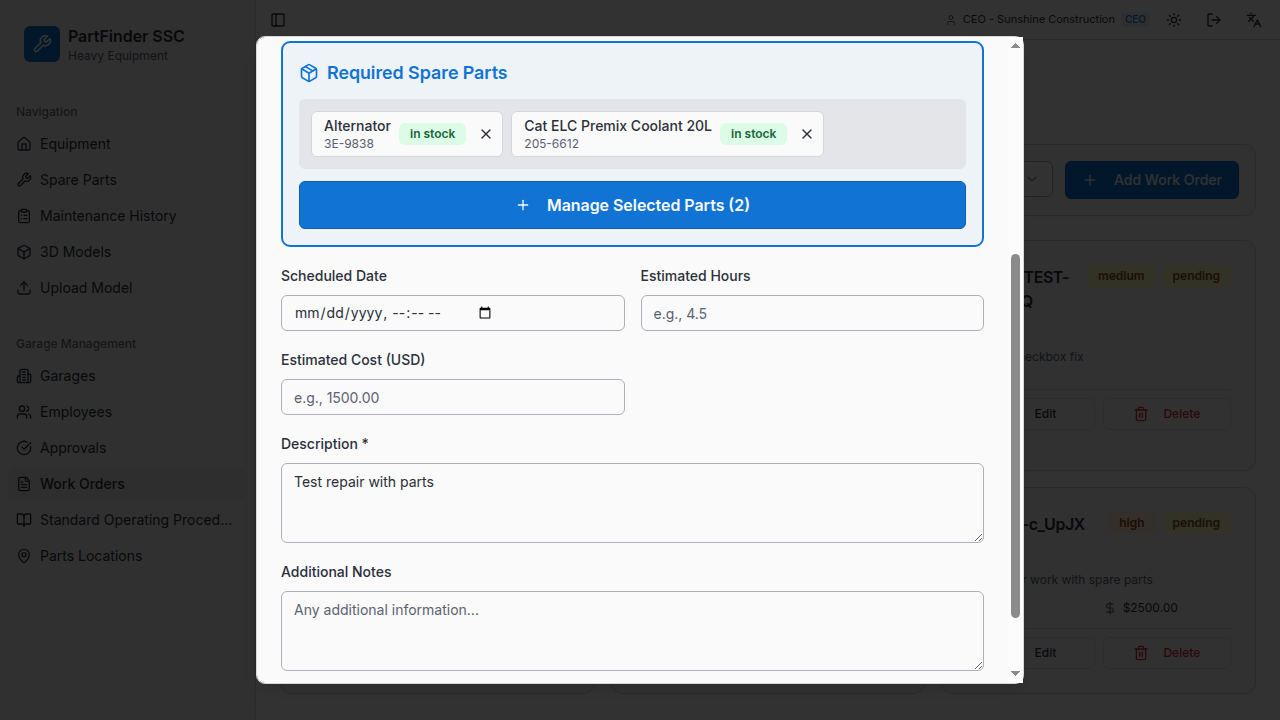 PartFinder SSC
Heavy Equipment
CEO - Sunshine Construction CEO
Navigation
Equipment
Spare Parts
Maintenance History
3D Models
Upload Model
Garage Management
Garages
Employees
Approvals
Work Orders
Standard Operating Proced...
Parts Locations
Required Spare Parts
Alternator
3E-9838
in stock
Cat ELC Premix Coolant 20L
205-6612
in stock
Manage Selected Parts (2)
Scheduled Date
mm/dd/yyyy, --:-- --
Estimated Hours
e.g., 4.5
Estimated Cost (USD)
e.g., 1500.00
Description *
Test repair with parts
Additional Notes
Any additional information...
Add Work Order
TEST-
Q
medium
pending
eckbox fix
Edit
Delete
-c_UpJX
high
pending
work with spare parts
$2500.00
Edit
Delete